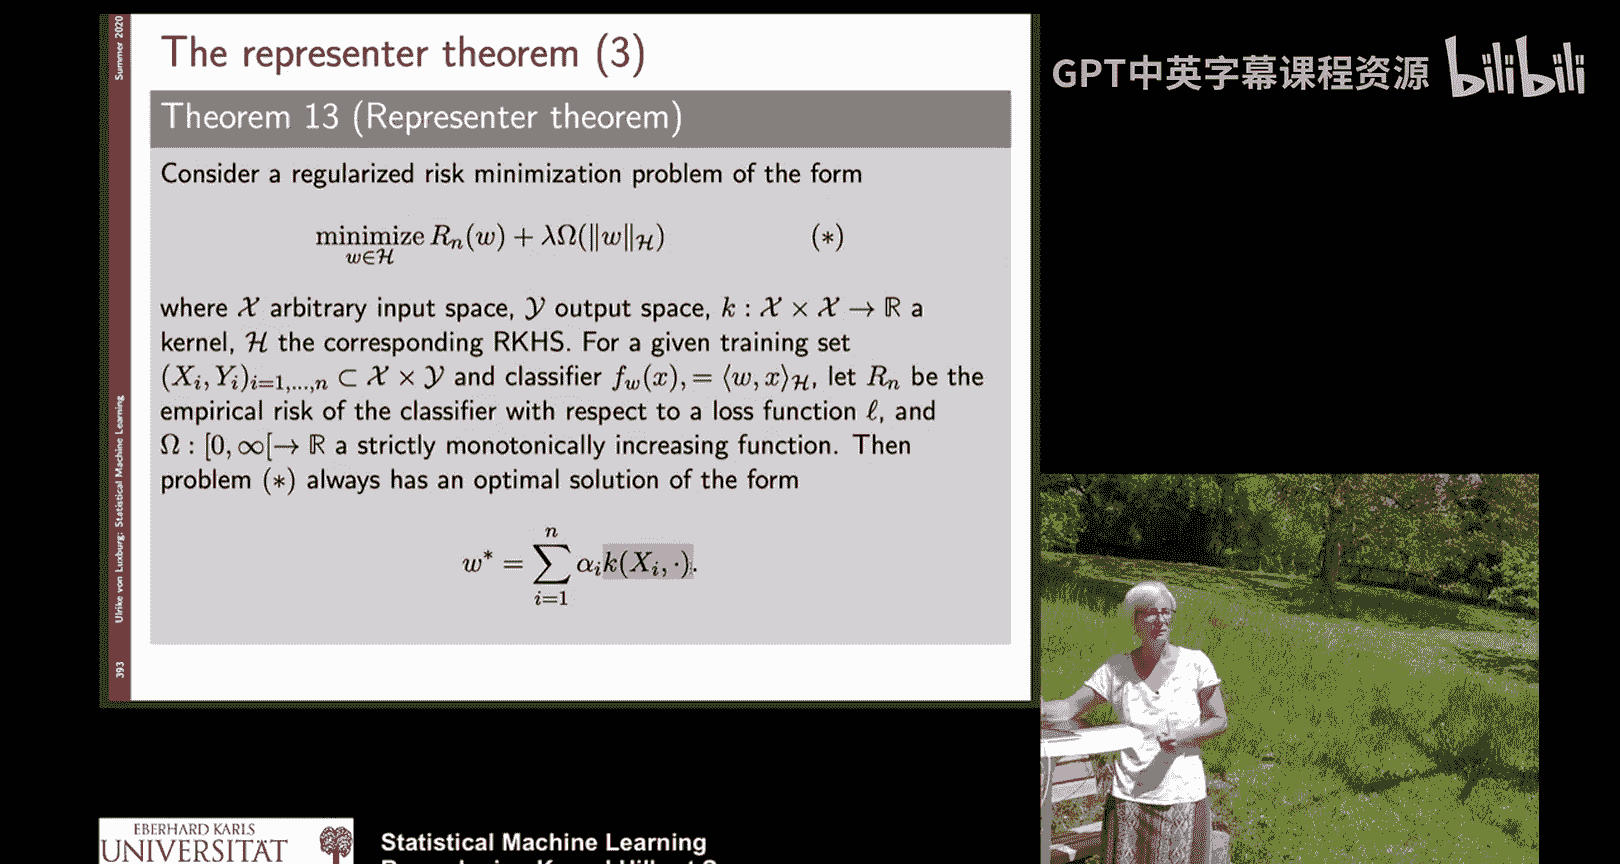 Summer 2020
The representer theorem (3)
Theorem 13 (Representer theorem)
Consider a regularized risk minimization problem of the form
minimize R_n(w) + λΩ(‖w‖_ℋ) (∗)
w∈ℋ
where 𝒳 arbitrary input space, 𝒴 output space, k : 𝒳 × 𝒳 → ℝ a
kernel, ℋ the corresponding RKHS. For a given training set
(X_i, Y_i)_{i=1,...,n} ⊂ 𝒳 × 𝒴 and classifier f_w(x), = ⟨w, x⟩_ℋ, let R_n be the
empirical risk of the classifier with respect to a loss function ℓ, and
Ω : [0, ∞[→ ℝ a strictly monotonically increasing function. Then
problem (∗) always has an optimal solution of the form
w* = ∑_{i=1}^{n} α_i k(X_i, ·).
Ulrike von Luxburg: Statistical Machine Learning
393
GPT中英字幕课程资源 bilibili
EBERHARD KARLS
UNIVERSITÄT
Statistical Machine Learning